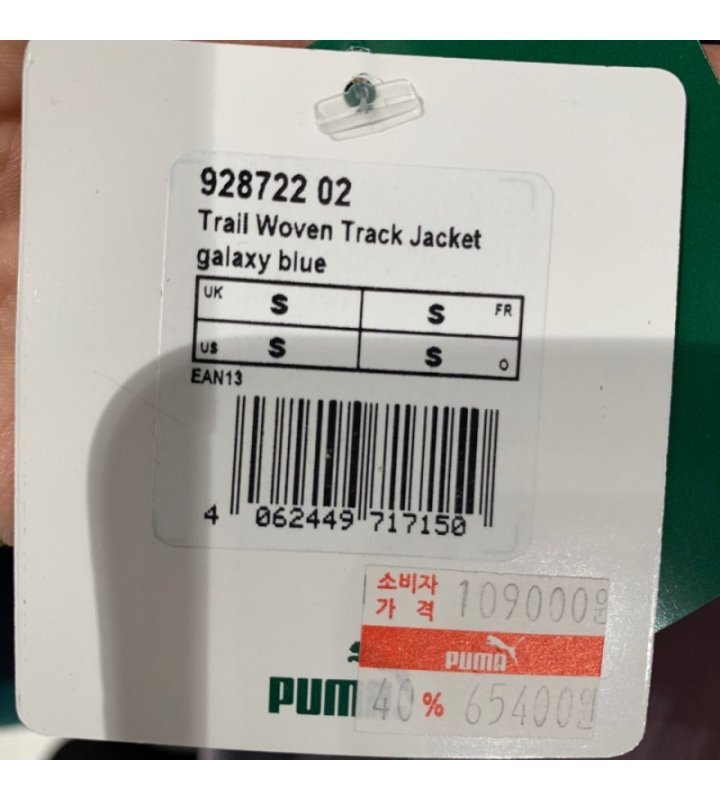 928722 02
Trail Woven Track Jacket
galaxy blue
UK S S FR
US S S O
EAN13
4 062449 717150
소비자
가 격 109000원
PUMA
PUM
40% 65400원